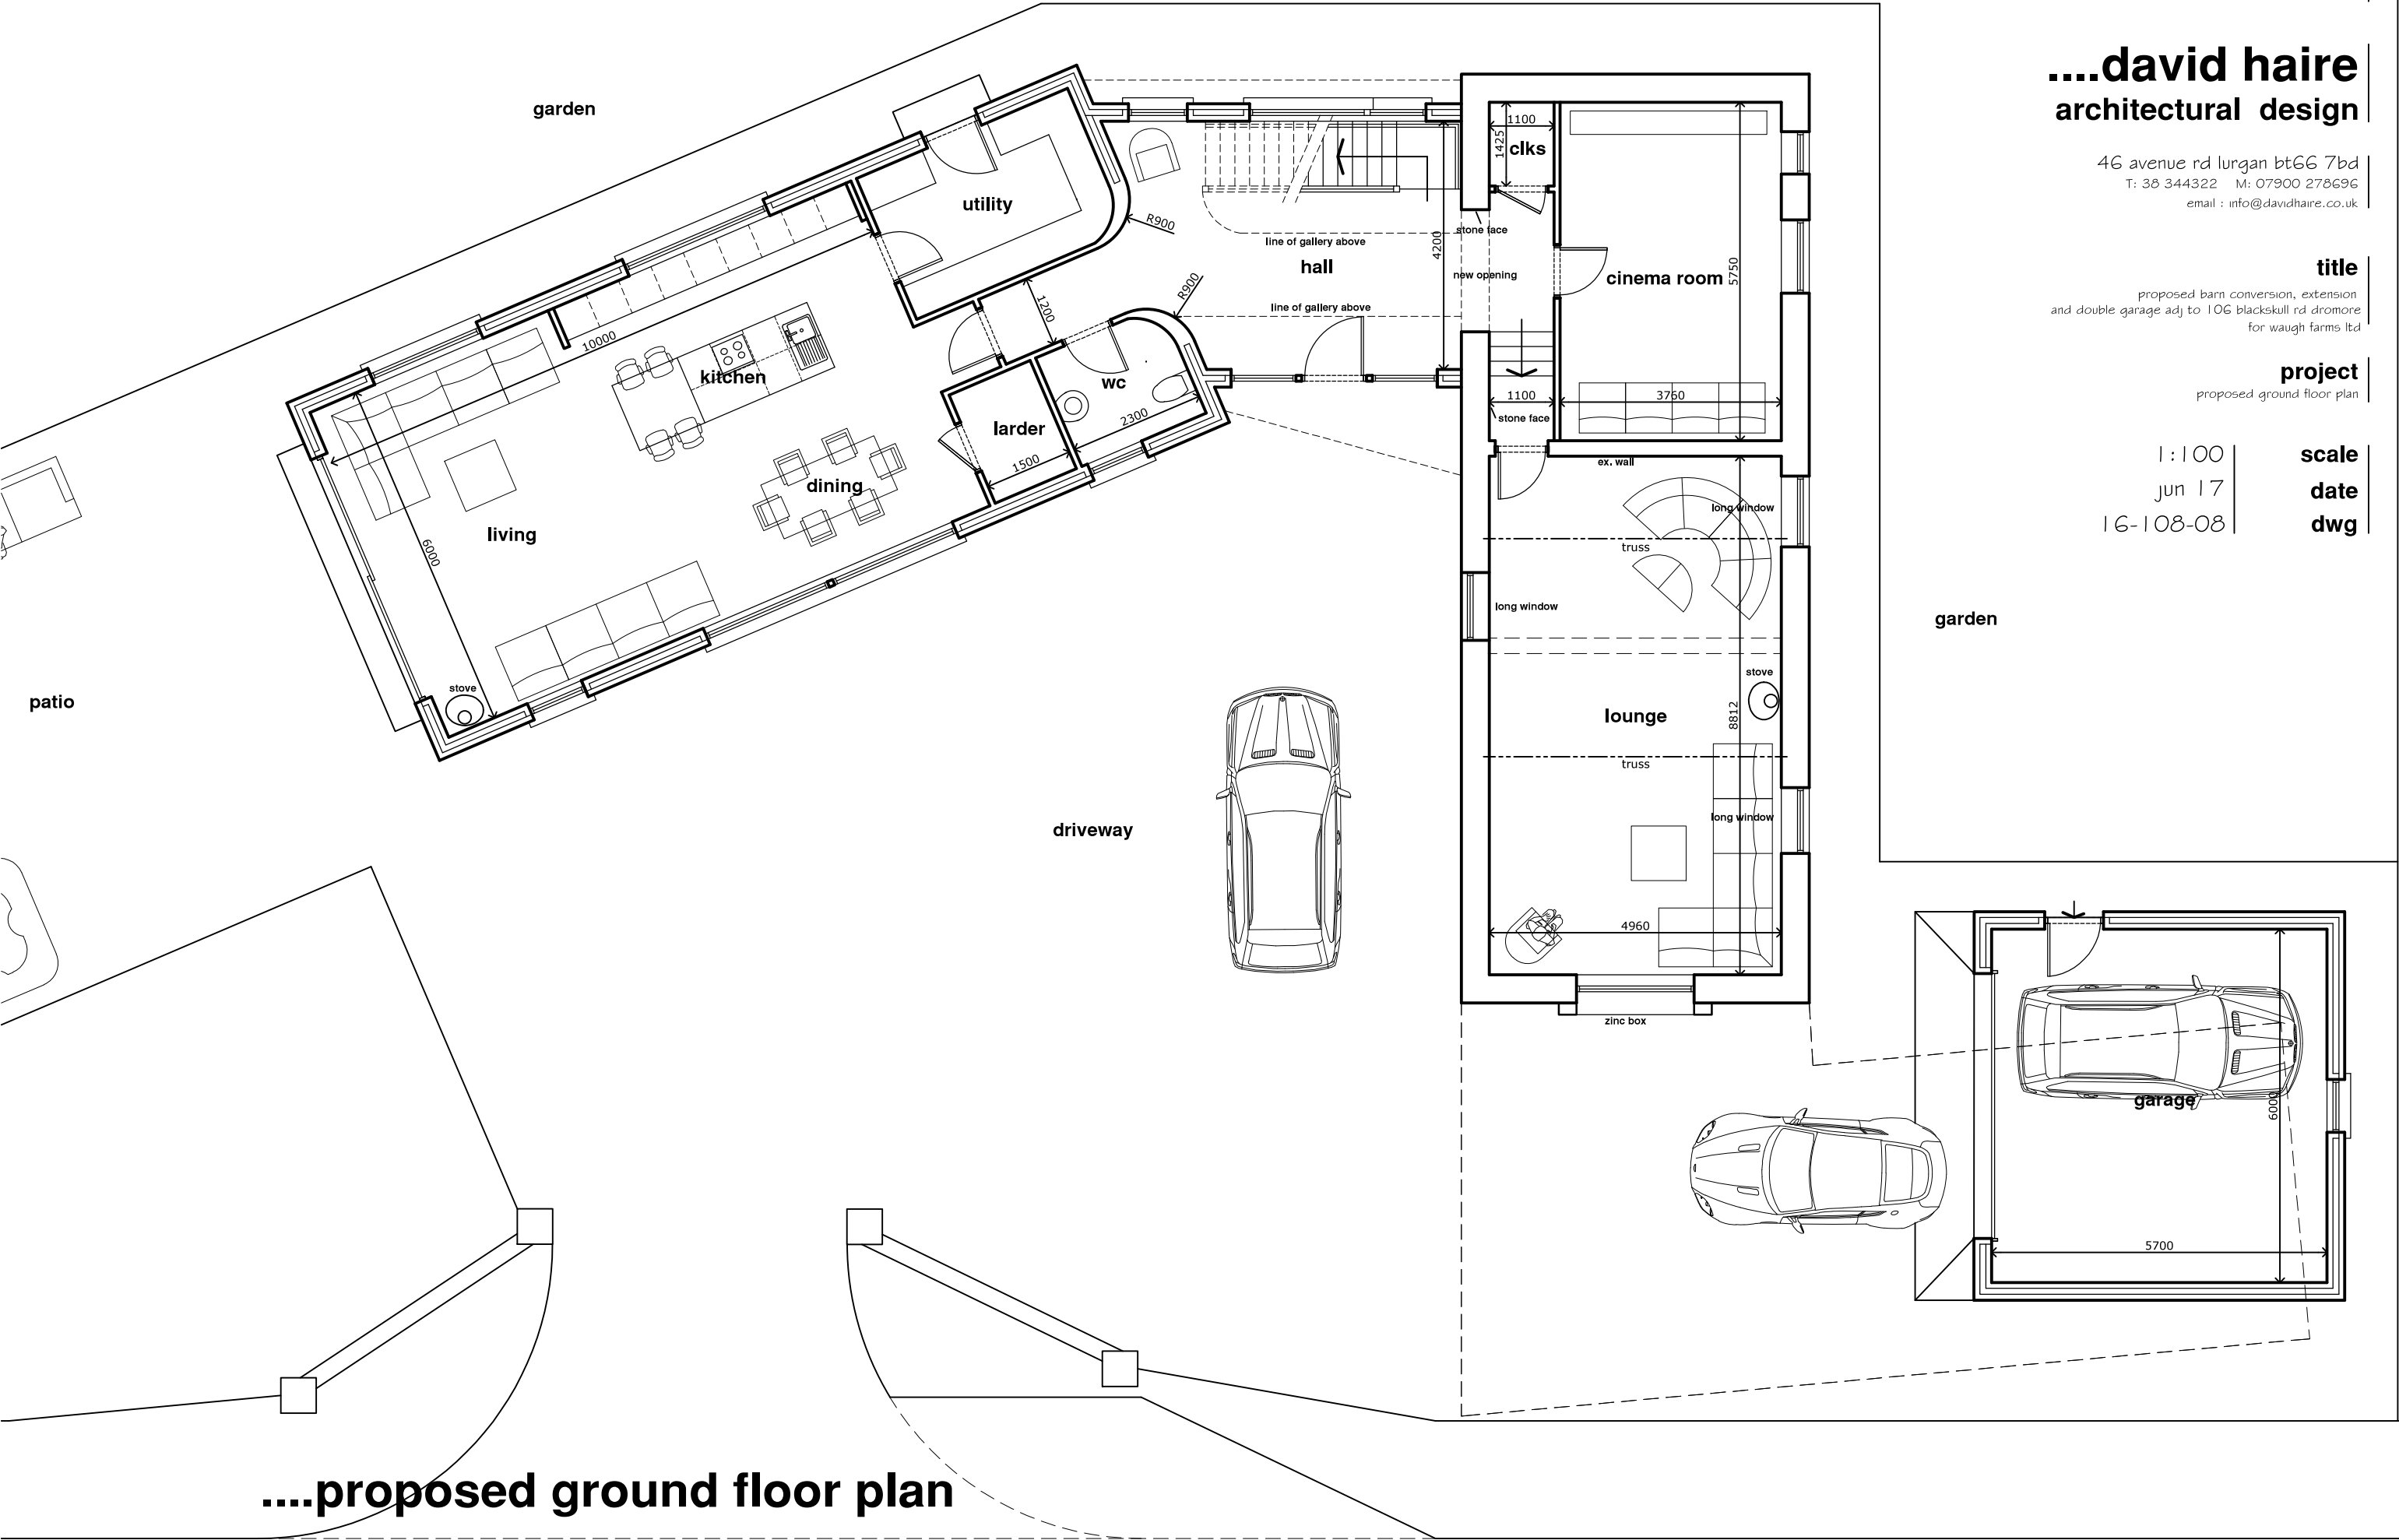 ....david haire
architectural design
46 avenue rd lurgan bt66 7bd
T: 38 344322 M: 07900 278696
email : info@davidhaire.co.uk
title
proposed barn conversion, extension
and double garage adj to 106 blackskull rd dromore
for waugh farms ltd
project
proposed ground floor plan
1:100 scale
jun 17 date
16-108-08 dwg
garden
utility
R900
R900
1200
10000
kitchen
wc
2300
larder
1500
dining
living
6000
stove
patio
line of gallery above
hall
line of gallery above
4200
1100
1425
clks
stone face
new opening
cinema room
5750
1100
3760
stone face
ex. wall
long window
truss
long window
stove
lounge
8812
truss
long window
4960
zinc box
garden
driveway
garage
6000
5700
....proposed ground floor plan